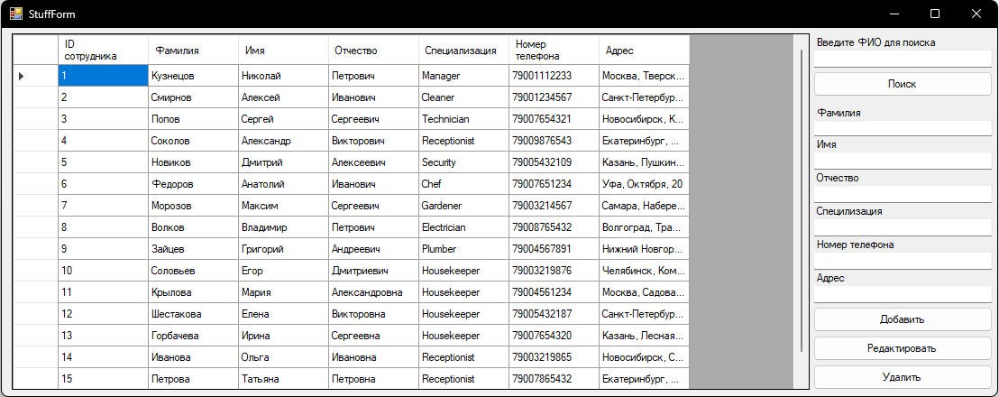 StuffForm
ID сотрудника Фамилия Имя Отчество Специализация Номер телефона Адрес
1 Кузнецов Николай Петрович Manager 79001112233 Москва, Тверск...
2 Смирнов Алексей Иванович Cleaner 79001234567 Санкт-Петербур...
3 Попов Сергей Сергеевич Technician 79007654321 Новосибирск, К...
4 Соколов Александр Викторович Receptionist 79009876543 Екатеринбург, ...
5 Новиков Дмитрий Алексеевич Security 79005432109 Казань, Пушкин...
6 Федоров Анатолий Иванович Chef 79007651234 Уфа, Октября, 20
7 Морозов Максим Сергеевич Gardener 79003214567 Самара, Набере...
8 Волков Владимир Петрович Electrician 79008765432 Волгоград, Тра...
9 Зайцев Григорий Андреевич Plumber 79004567891 Нижний Новгор...
10 Соловьев Егор Дмитриевич Housekeeper 79003219876 Челябинск, Ком...
11 Крылова Мария Александровна Housekeeper 79004561234 Москва, Садова...
12 Шестакова Елена Викторовна Housekeeper 79005432187 Санкт-Петербур...
13 Горбачева Ирина Сергеевна Housekeeper 79007654320 Казань, Лесная...
14 Иванова Ольга Ивановна Receptionist 79003219865 Новосибирск, С...
15 Петрова Татьяна Петровна Receptionist 79007865432 Екатеринбург, ...
Введите ФИО для поиска
Поиск
Фамилия
Имя
Отчество
Специлизация
Номер телефона
Адрес
Добавить
Редактировать
Удалить